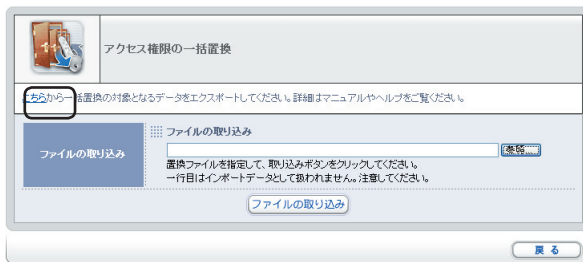 アクセス権限の一括置換
こちらから一括置換の対象となるデータをエクスポートしてください。詳細はマニュアルやヘルプをご覧ください。
ファイルの取り込み
ファイルの取り込み
参照...
置換ファイルを指定して、取り込みボタンをクリックしてください。
一行目はインポートデータとして扱われません。注意してください。
ファイルの取り込み
戻る